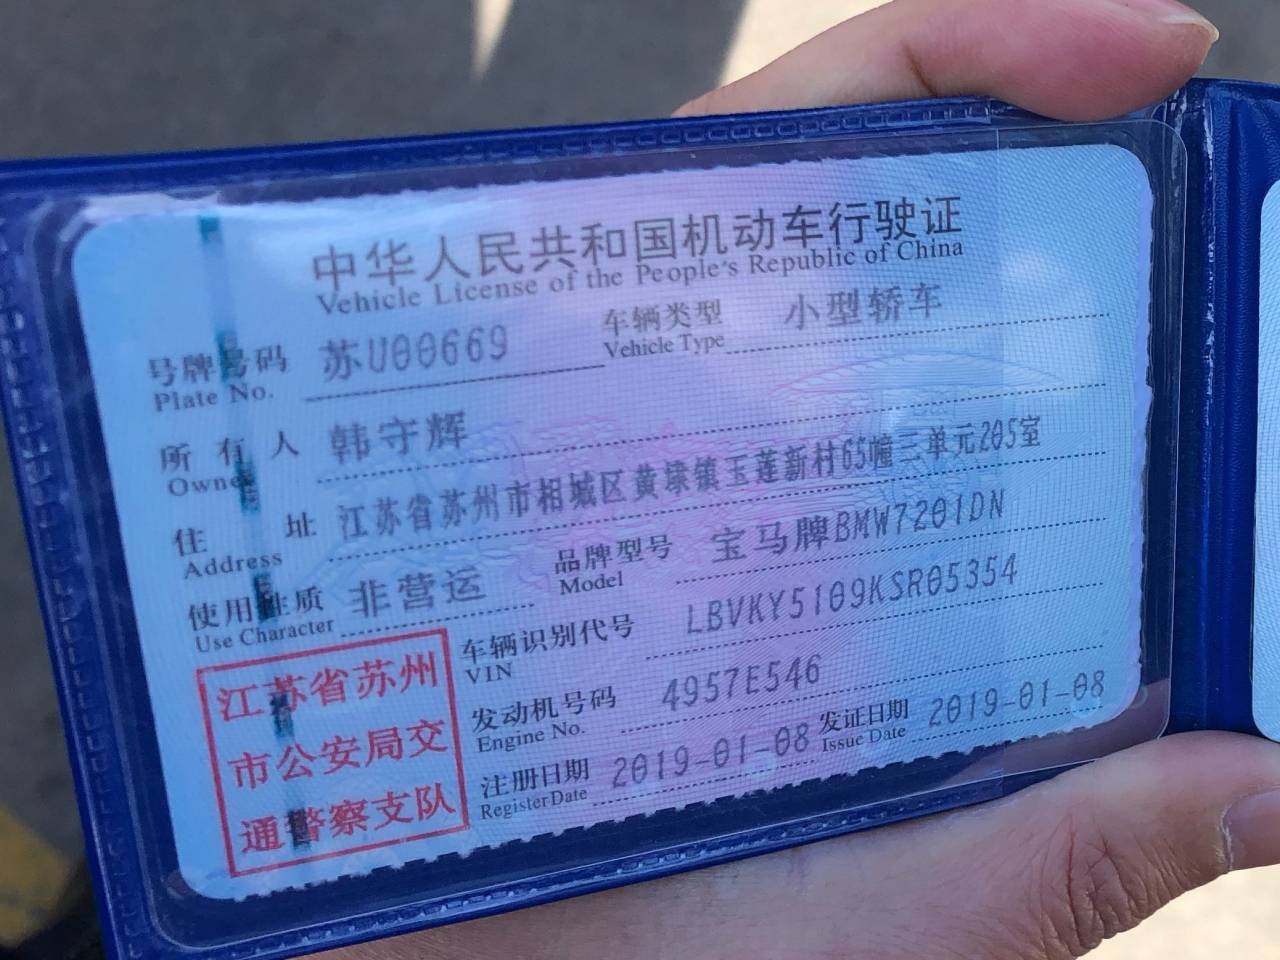 中华人民共和国机动车行驶证
Vehicle License of the People's Republic of China
号牌号码 苏U00669 车辆类型 小型轿车
Plate No. Vehicle Type
所有人 韩守辉
Owner
住址 江苏省苏州市相城区黄埭镇玉莲新村65幢三单元205室
Address
使用性质 非营运 品牌型号 宝马牌BMW7201DN
Use Character Model
车辆识别代号 LBVKY5109KSR05354
VIN
发动机号码 4957E546
Engine No.
注册日期 2019-01-08 发证日期 2019-01-08
Register Date Issue Date
江苏省苏州
市公安局交
通警察支队